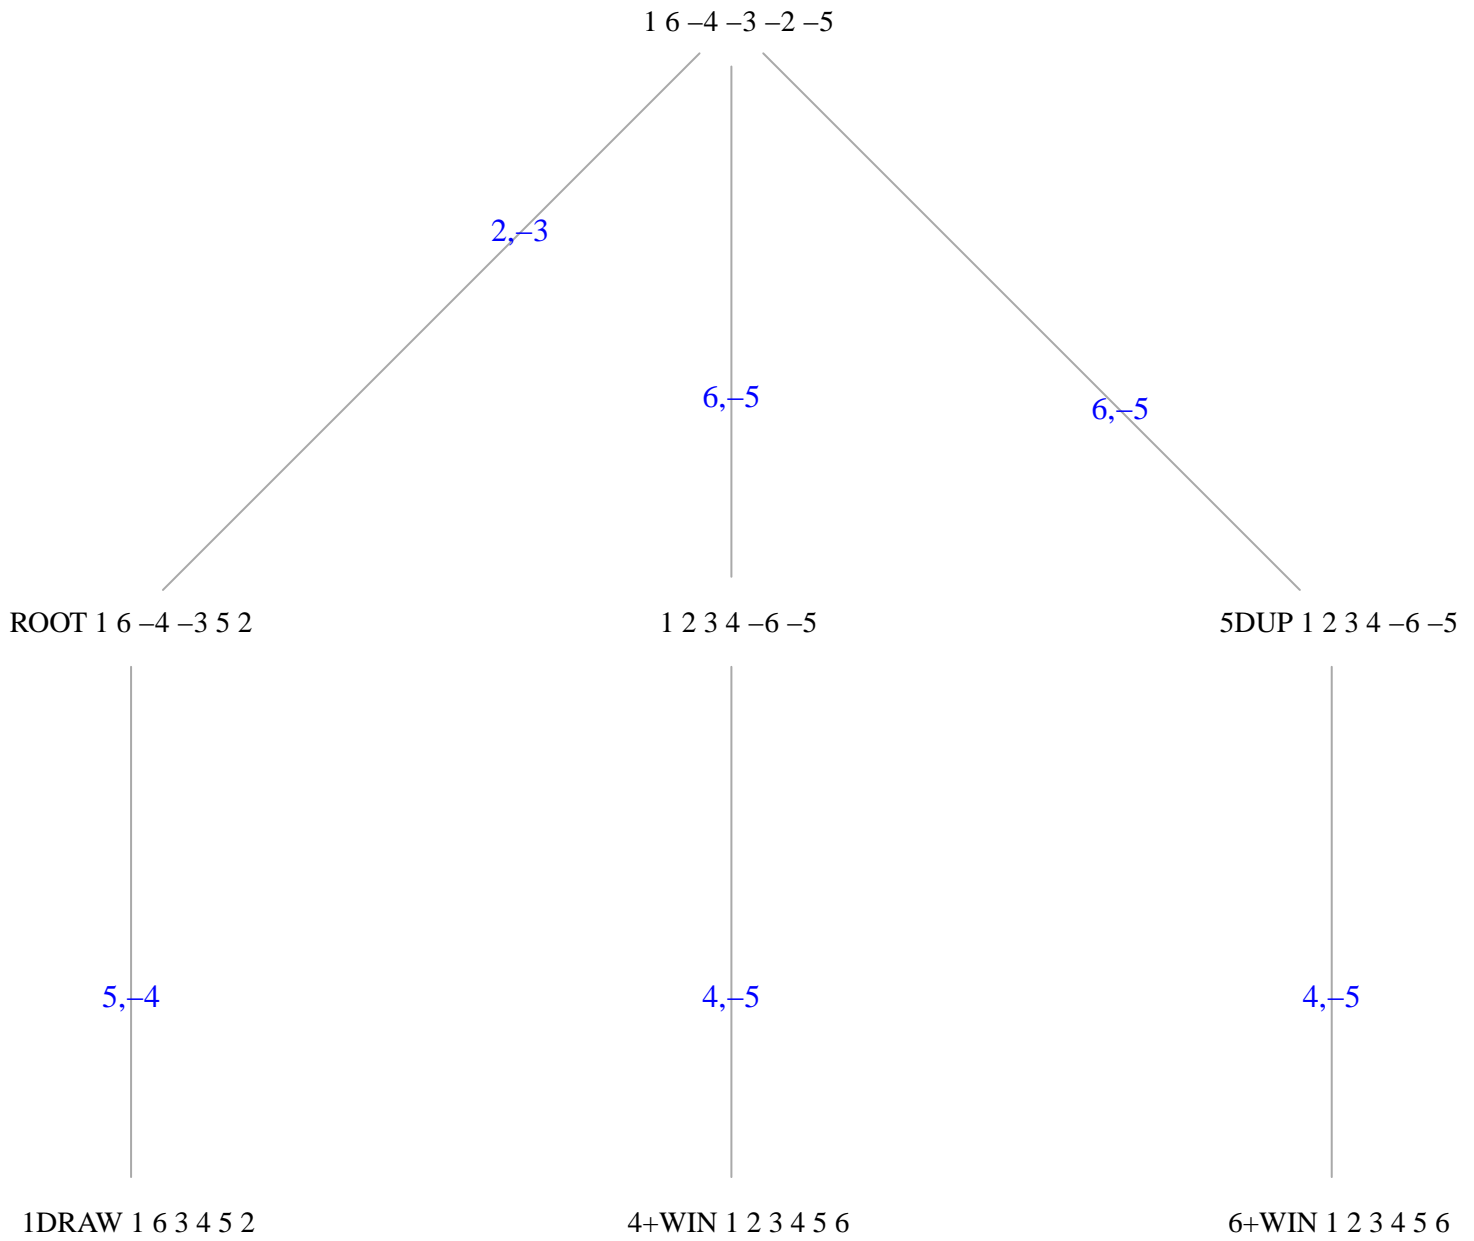 1 6 –4 –3 –2 –5
2,–3
6,–5
6,–5
ROOT 1 6 –4 –3 5 2
1 2 3 4 –6 –5
5DUP 1 2 3 4 –6 –5
5,–4
4,–5
4,–5
1DRAW 1 6 3 4 5 2
4+WIN 1 2 3 4 5 6
6+WIN 1 2 3 4 5 6